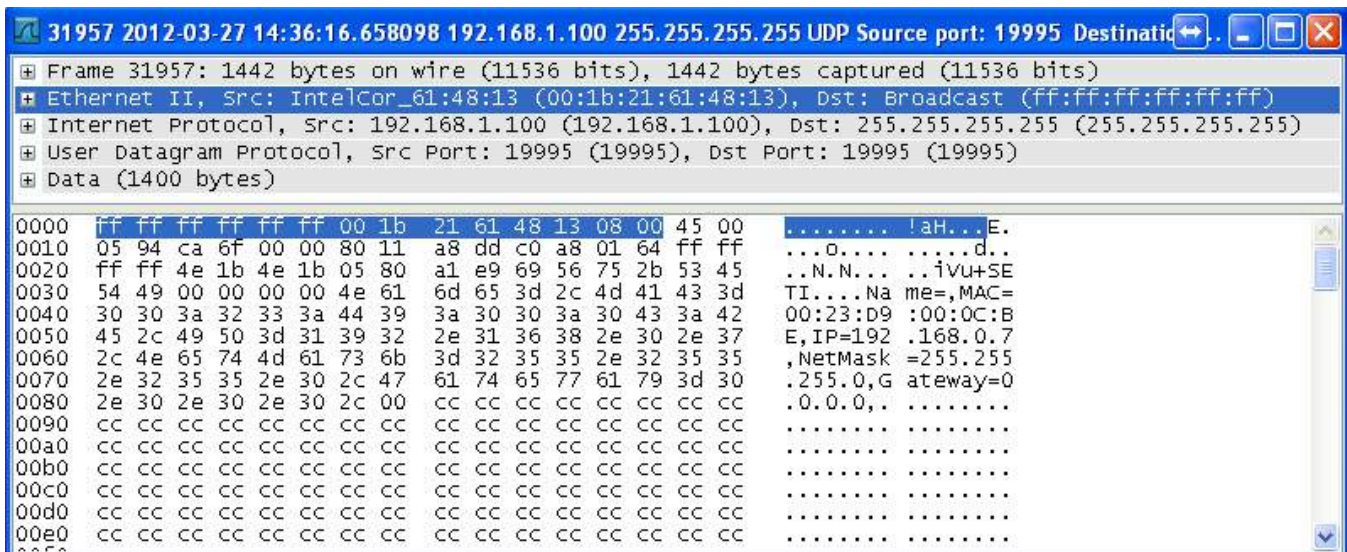 31957 2012-03-27 14:36:16.658098 192.168.1.100 255.255.255.255 UDP Source port: 19995 Destinatic
Frame 31957: 1442 bytes on wire (11536 bits), 1442 bytes captured (11536 bits)
Ethernet II, Src: IntelCor_61:48:13 (00:1b:21:61:48:13), Dst: Broadcast (ff:ff:ff:ff:ff:ff)
Internet Protocol, Src: 192.168.1.100 (192.168.1.100), Dst: 255.255.255.255 (255.255.255.255)
User Datagram Protocol, Src Port: 19995 (19995), Dst Port: 19995 (19995)
Data (1400 bytes)
0000 ff ff ff ff ff ff 00 1b 21 61 48 13 08 00 45 00 ........ !aH...E.
0010 05 94 ca 6f 00 00 80 11 a8 dd c0 a8 01 64 ff ff ...o.... .....d..
0020 ff ff 4e 1b 4e 1b 05 80 a1 e9 69 56 75 2b 53 45 ..N.N... ..iVu+SE
0030 54 49 00 00 00 00 4e 61 6d 65 3d 2c 4d 41 43 3d TI....Na me=,MAC=
0040 30 30 3a 32 33 3a 44 39 3a 30 30 3a 30 43 3a 42 00:23:D9 :00:0C:B
0050 45 2c 49 50 3d 31 39 32 2e 31 36 38 2e 30 2e 37 E,IP=192 .168.0.7
0060 2c 4e 65 74 4d 61 73 6b 3d 32 35 35 2e 32 35 35 ,NetMask =255.255
0070 2e 32 35 35 2e 30 2c 47 61 74 65 77 61 79 3d 30 .255.0,G ateway=0
0080 2e 30 2e 30 2e 30 2c 00 cc cc cc cc cc cc cc cc .0.0.0,. ........
0090 cc cc cc cc cc cc cc cc cc cc cc cc cc cc cc cc ........ ........
00a0 cc cc cc cc cc cc cc cc cc cc cc cc cc cc cc cc ........ ........
00b0 cc cc cc cc cc cc cc cc cc cc cc cc cc cc cc cc ........ ........
00c0 cc cc cc cc cc cc cc cc cc cc cc cc cc cc cc cc ........ ........
00d0 cc cc cc cc cc cc cc cc cc cc cc cc cc cc cc cc ........ ........
00e0 cc cc cc cc cc cc cc cc cc cc cc cc cc cc cc cc ........ ........